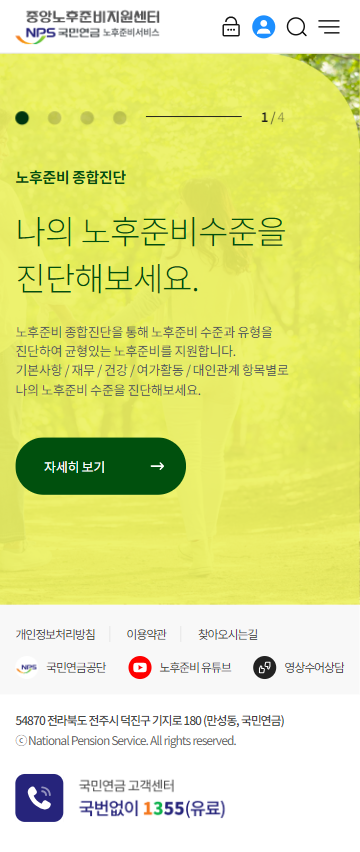 중앙노후준비지원센터
NPS 국민연금 노후준비서비스
1 / 4
노후준비 종합진단
나의 노후준비수준을
진단해보세요.
노후준비 종합진단을 통해 노후준비 수준과 유형을
진단하여 균형있는 노후준비를 지원합니다.
기본사항 / 재무 / 건강 / 여가활동 / 대인관계 항목별로
나의 노후준비 수준을 진단해보세요.
자세히 보기
개인정보처리방침 이용약관 찾아오시는길
NPS 국민연금공단 노후준비 유튜브 영상수어상담
54870 전라북도 전주시 덕진구 기지로 180 (만성동, 국민연금)
ⓒ National Pension Service. All rights reserved.
국민연금 고객센터
국번없이 1355(유료)